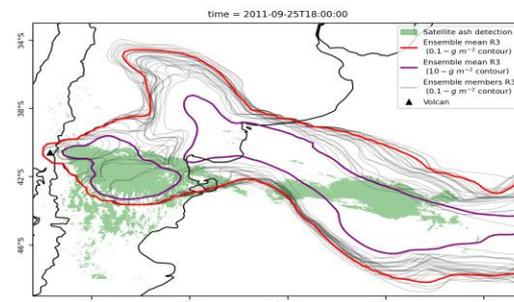 time = 2011-09-25T18:00:00
Satellite ash detection
Ensemble mean R3
(0.1−g m⁻² contour)
Ensemble mean R3
(10−g m⁻² contour)
Ensemble members R3
(0.1−g m⁻² contour)
Volcan
34°S
38°S
42°S
46°S